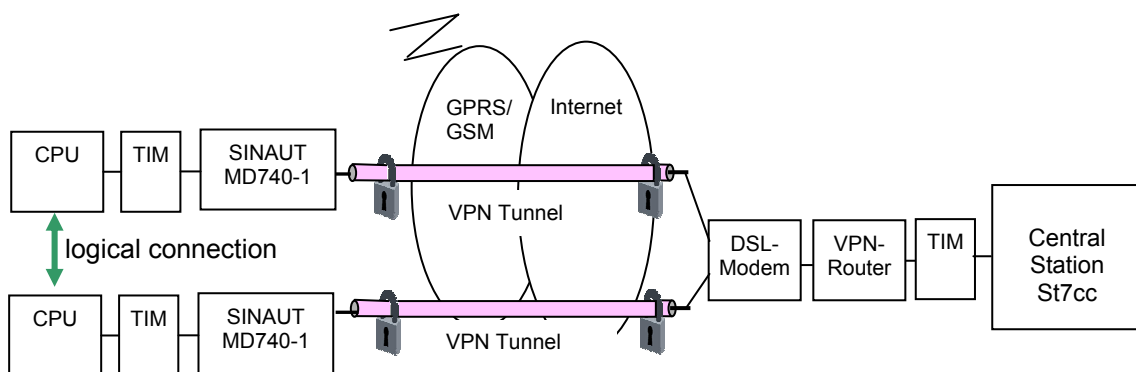 GPRS/
GSM
Internet
CPU
TIM
SINAUT
MD740-1
VPN Tunnel
logical connection
DSL-
Modem
VPN-
Router
TIM
Central
Station
St7cc
CPU
TIM
SINAUT
MD740-1
VPN Tunnel